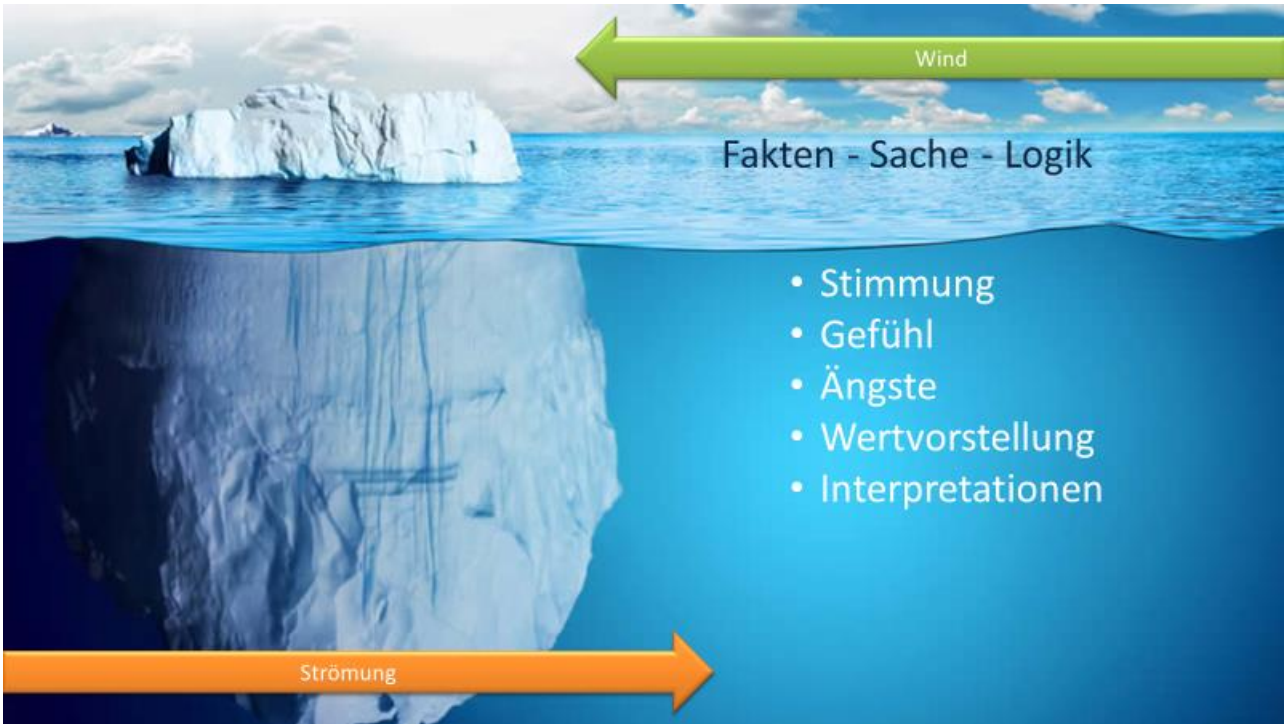 Wind
Fakten - Sache - Logik
• Stimmung
• Gefühl
• Ängste
• Wertvorstellung
• Interpretationen
Strömung